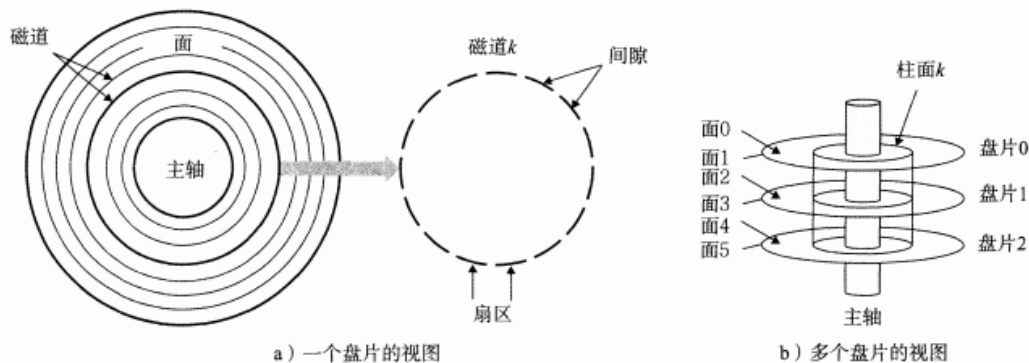 磁道
面
主轴
磁道k
间隙
扇区
a）一个盘片的视图
柱面k
面0
面1
面2
面3
面4
面5
盘片0
盘片1
盘片2
主轴
b）多个盘片的视图